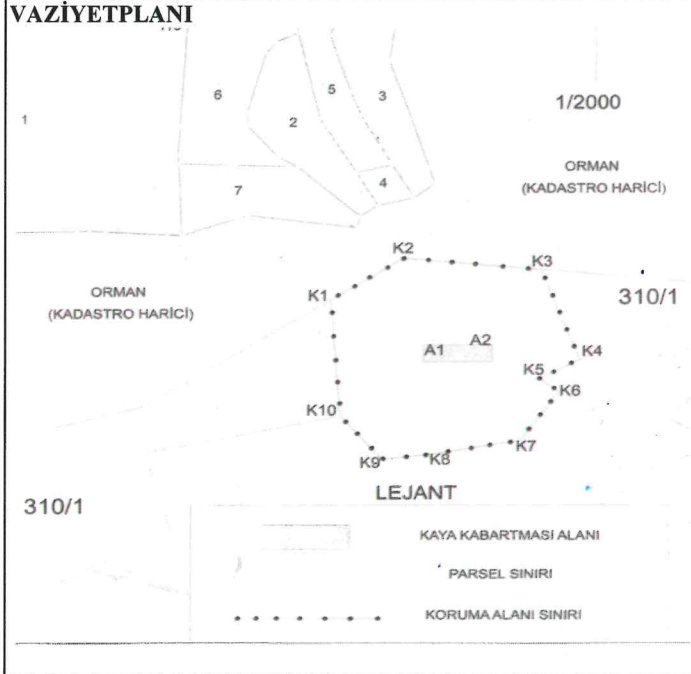 VAZİYETPLANI
6
5
3
1
2
1/2000
4
7
ORMAN
(KADASTRO HARİCİ)
K2
K3
ORMAN
(KADASTRO HARİCİ)
K1
310/1
A1
A2
K4
K5
K6
K10
K7
K8
K9
LEJANT
310/1
KAYA KABARTMASI ALANI
PARSEL SINIRI
KORUMA ALANI SINIRI